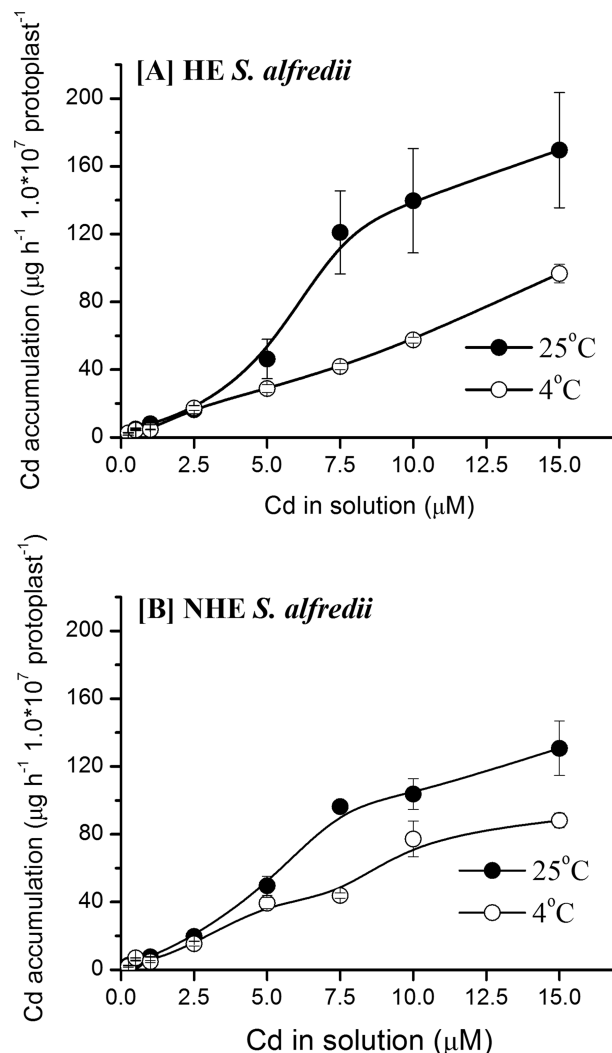 [A] HE S. alfredii
Cd accumulation (μg h⁻¹ 1.0*10⁷ protoplast⁻¹)
220
160
120
80
40
0
25°C
4°C
0.0 2.5 5.0 7.5 10.0 12.5 15.0
Cd in solution (μM)
[B] NHE S. alfredii
Cd accumulation (μg h⁻¹ 1.0*10⁷ protoplast⁻¹)
220
160
120
80
40
0
25°C
4°C
0.0 2.5 5.0 7.5 10.0 12.5 15.0
Cd in solution (μM)